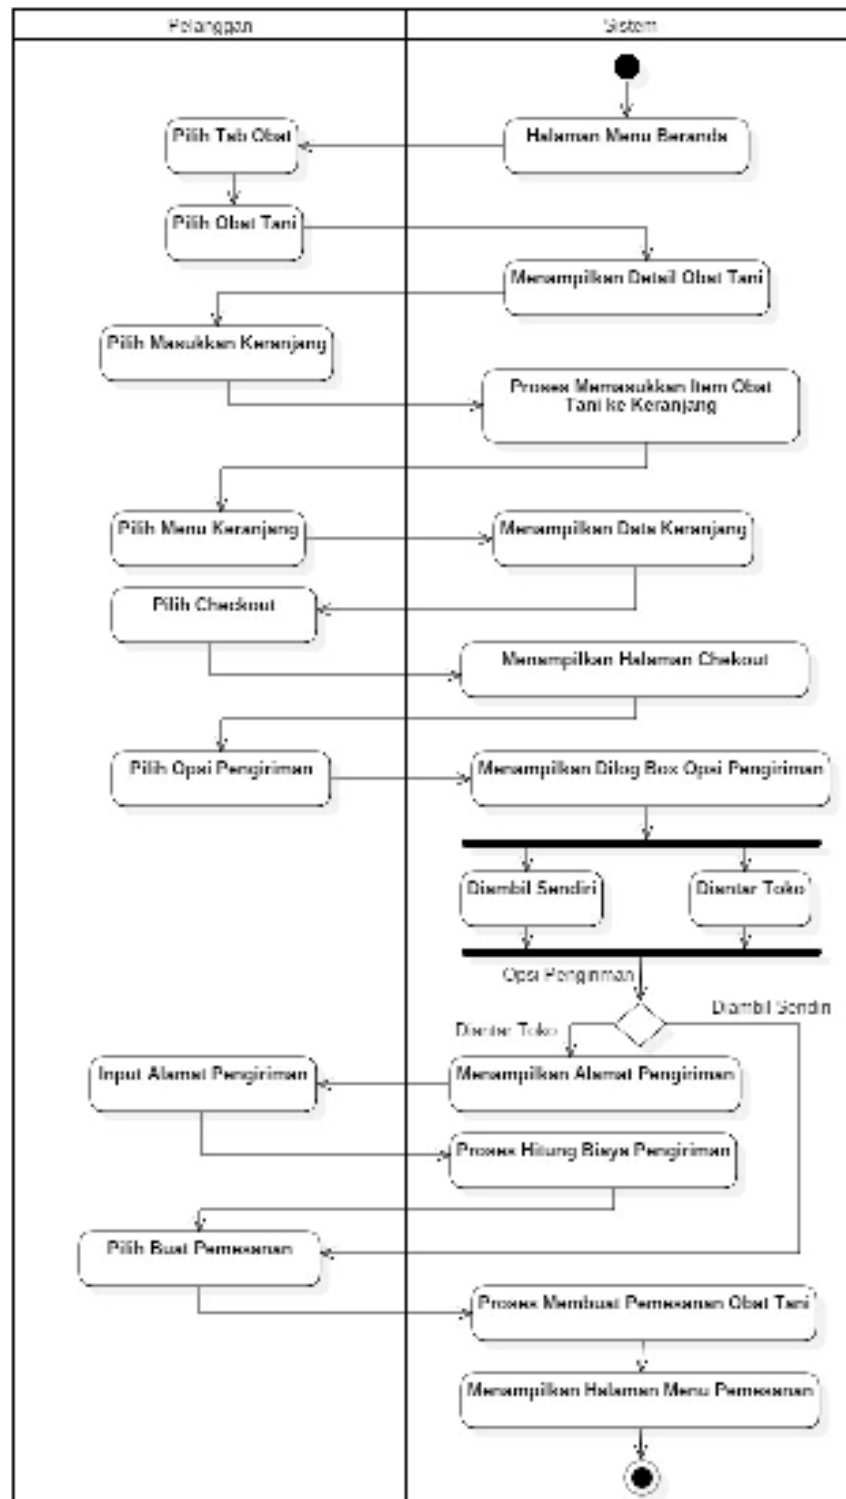 Pelanggan
Sistem
Halaman Menu Beranda
Pilih Tab Obat
Pilih Obat Tani
Menampilkan Detail Obat Tani
Pilih Masukkan Keranjang
Proses Memasukkan Item Obat
Tani ke Keranjang
Pilih Menu Keranjang
Menampilkan Data Keranjang
Pilih Checkout
Menampilkan Halaman Chekout
Pilih Opsi Pengiriman
Menampilkan Dilog Box Opsi Pengiriman
Diambil Sendiri
Diantar Toko
Opsi Pengiriman
Diambil Sendiri
Diantar Toko
Input Alamat Pengiriman
Menampilkan Alamat Pengiriman
Proses Hitung Biaya Pengiriman
Pilih Buat Pemesanan
Proses Membuat Pemesanan Obat Tani
Menampilkan Halaman Menu Pemesanan